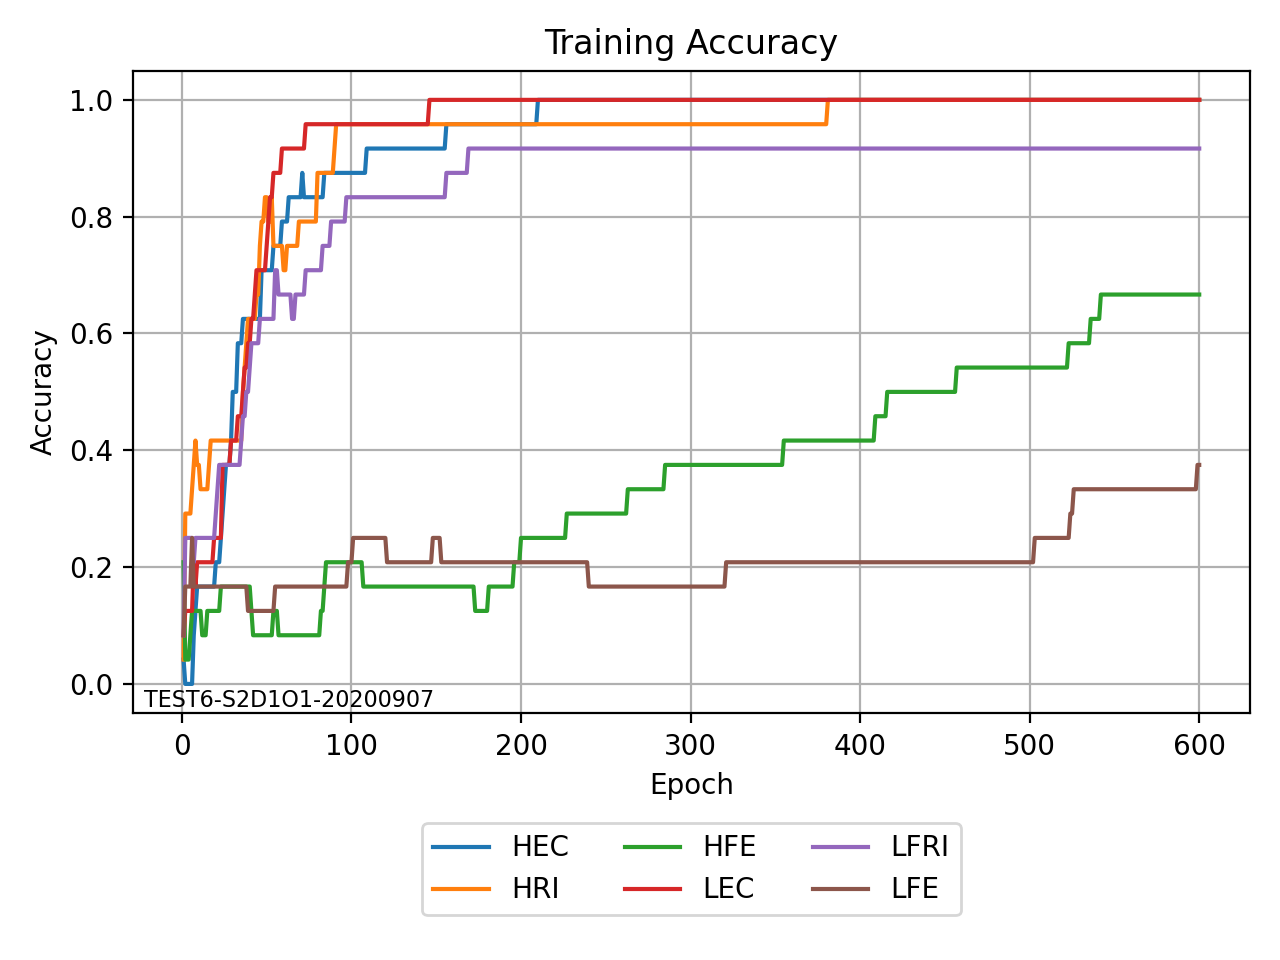 Training Accuracy
1.0
0.8
0.6
0.4
0.2
0.0
Accuracy
TEST6-S2D1O1-20200907
0 100 200 300 400 500 600
Epoch
HEC HFE LFRI
HRI LEC LFE